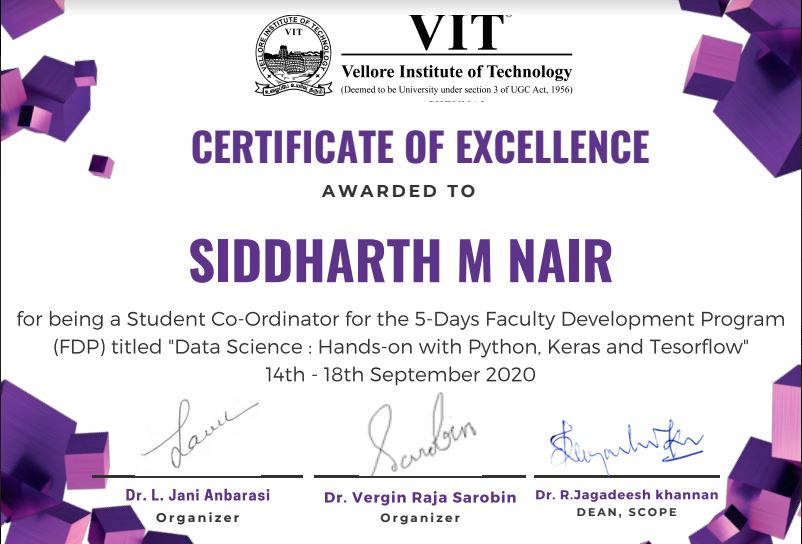 VELLORE INSTITUTE OF TECHNOLOGY
VIT
VIT
Vellore Institute of Technology
(Deemed to be University under section 3 of UGC Act, 1956)
CERTIFICATE OF EXCELLENCE
AWARDED TO
SIDDHARTH M NAIR
for being a Student Co-Ordinator for the 5-Days Faculty Development Program
(FDP) titled "Data Science : Hands-on with Python, Keras and Tesorflow"
14th - 18th September 2020
Sarobin
Dr. L. Jani Anbarasi
Organizer
Dr. Vergin Raja Sarobin
Organizer
Dr. R.Jagadeesh khannan
DEAN, SCOPE